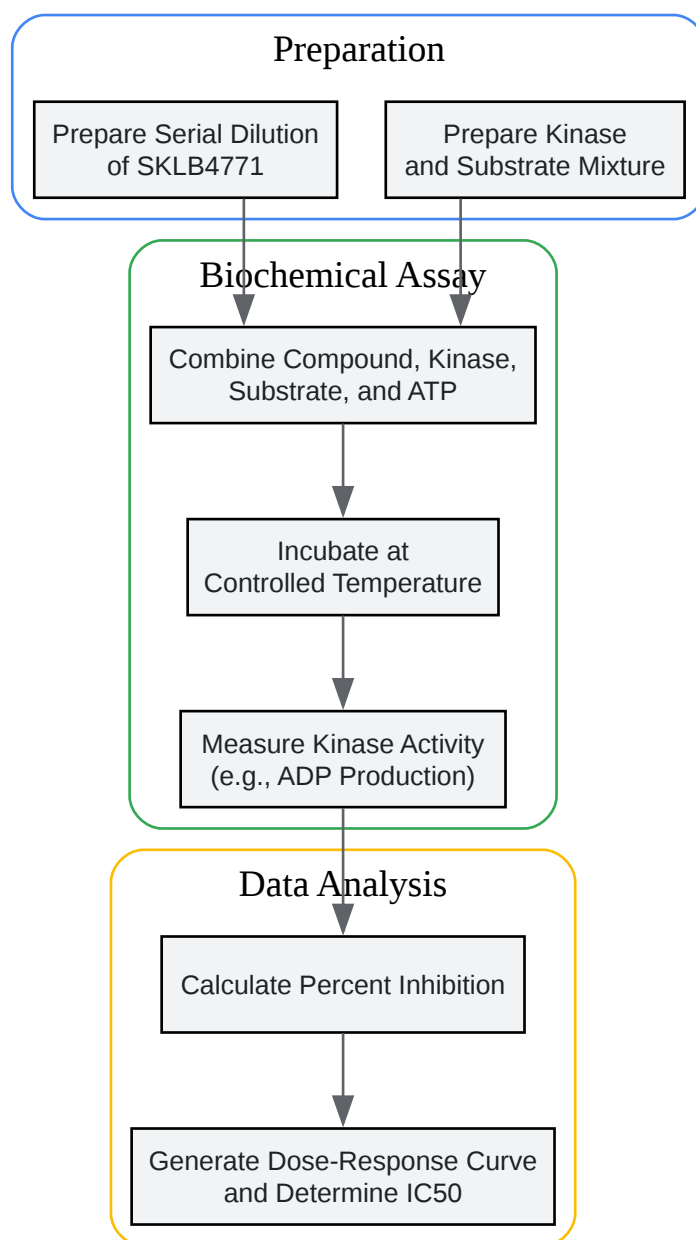 Preparation
Prepare Serial Dilution
of SKLB4771
Prepare Kinase
and Substrate Mixture
Biochemical Assay
Combine Compound, Kinase,
Substrate, and ATP
Incubate at
Controlled Temperature
Measure Kinase Activity
(e.g., ADP Production)
Data Analysis
Calculate Percent Inhibition
Generate Dose-Response Curve
and Determine IC50